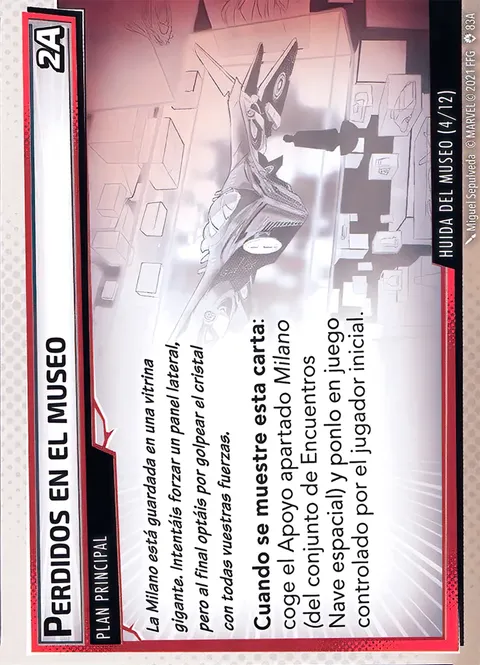 PERDIDOS EN EL MUSEO
2A
PLAN PRINCIPAL
La Milano está guardada en una vitrina
gigante. Intentáis forzar un panel lateral,
pero al final optáis por golpear el cristal
con todas vuestras fuerzas.
Cuando se muestre esta carta:
coge el Apoyo apartado Milano
(del conjunto de Encuentros
Nave espacial) y ponlo en juego
controlado por el jugador inicial.
HUIDA DEL MUSEO (4/12)
Miguel Sepulveda © MARVEL © 2021 FFG 83A